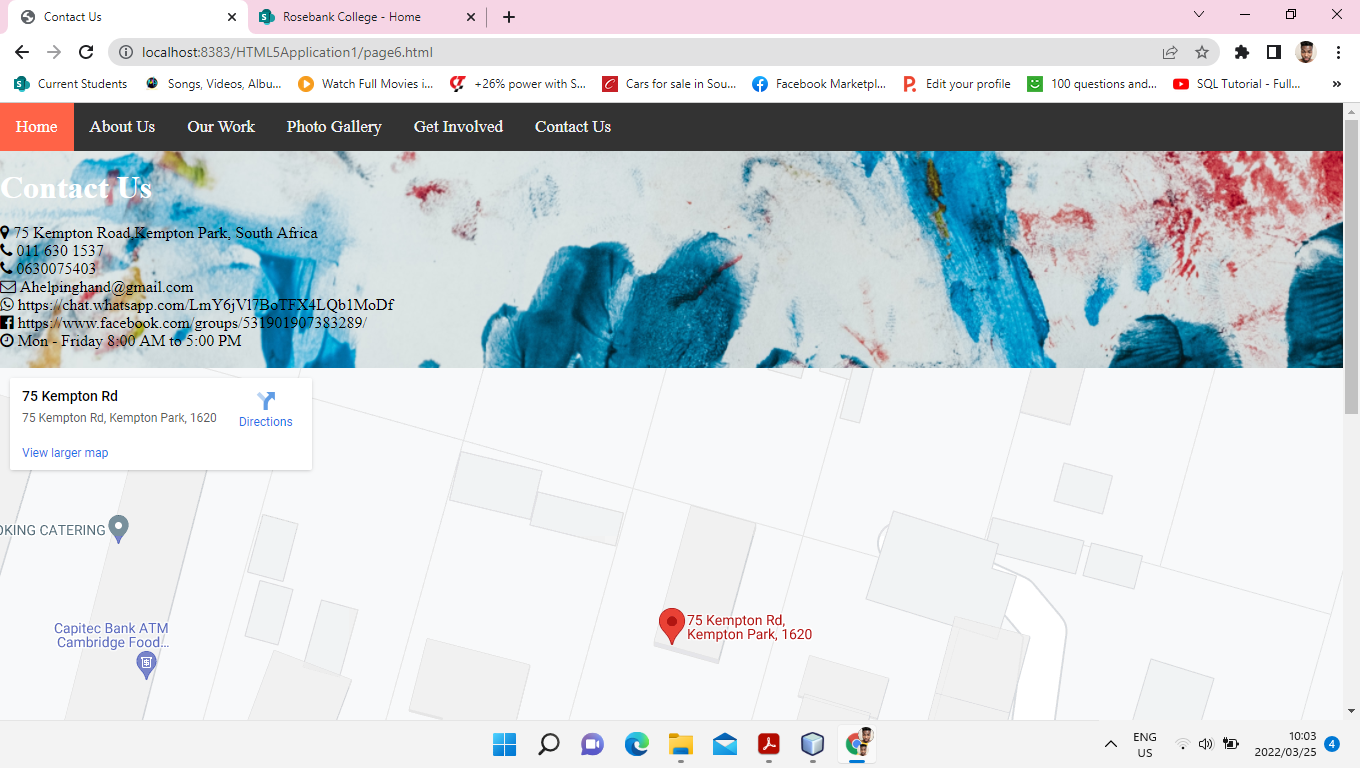 Contact Us
Rosebank College - Home
localhost:8383/HTML5Application1/page6.html
Current Students
Songs, Videos, Albu...
Watch Full Movies i...
+26% power with S...
Cars for sale in Sou...
Facebook Marketpl...
Edit your profile
100 questions and...
SQL Tutorial - Full...
Home
About Us
Our Work
Photo Gallery
Get Involved
Contact Us
Contact Us
75 Kempton Road,Kempton Park, South Africa
011 630 1537
0630075403
Ahelpinghand@gmail.com
https://chat.whatsapp.com/LmY6jVl7BoTFX4LQb1MoDf
https://www.facebook.com/groups/531901907383289/
Mon - Friday 8:00 AM to 5:00 PM
75 Kempton Rd
75 Kempton Rd, Kempton Park, 1620
Directions
View larger map
OKING CATERING
Capitec Bank ATM
Cambridge Food...
75 Kempton Rd,
Kempton Park, 1620
ENG
US
10:03
2022/03/25
4